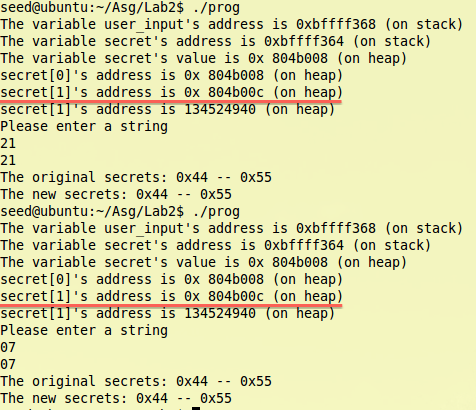 seed@ubuntu:~/Asg/Lab2$ ./prog
The variable user_input's address is 0xbffff368 (on stack)
The variable secret's address is 0xbffff364 (on stack)
The variable secret's value is 0x 804b008 (on heap)
secret[0]'s address is 0x 804b008 (on heap)
secret[1]'s address is 0x 804b00c (on heap)
secret[1]'s address is 134524940 (on heap)
Please enter a string
21
21
The original secrets: 0x44 -- 0x55
The new secrets: 0x44 -- 0x55
seed@ubuntu:~/Asg/Lab2$ ./prog
The variable user_input's address is 0xbffff368 (on stack)
The variable secret's address is 0xbffff364 (on stack)
The variable secret's value is 0x 804b008 (on heap)
secret[0]'s address is 0x 804b008 (on heap)
secret[1]'s address is 0x 804b00c (on heap)
secret[1]'s address is 134524940 (on heap)
Please enter a string
07
07
The original secrets: 0x44 -- 0x55
The new secrets: 0x44 -- 0x55